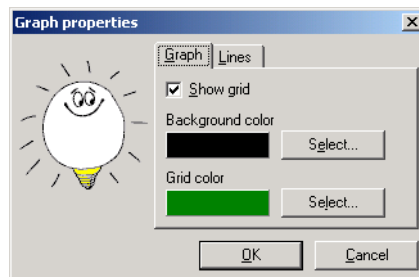 Graph properties
Graph Lines
Show grid
Background color
Select...
Grid color
Select...
OK Cancel